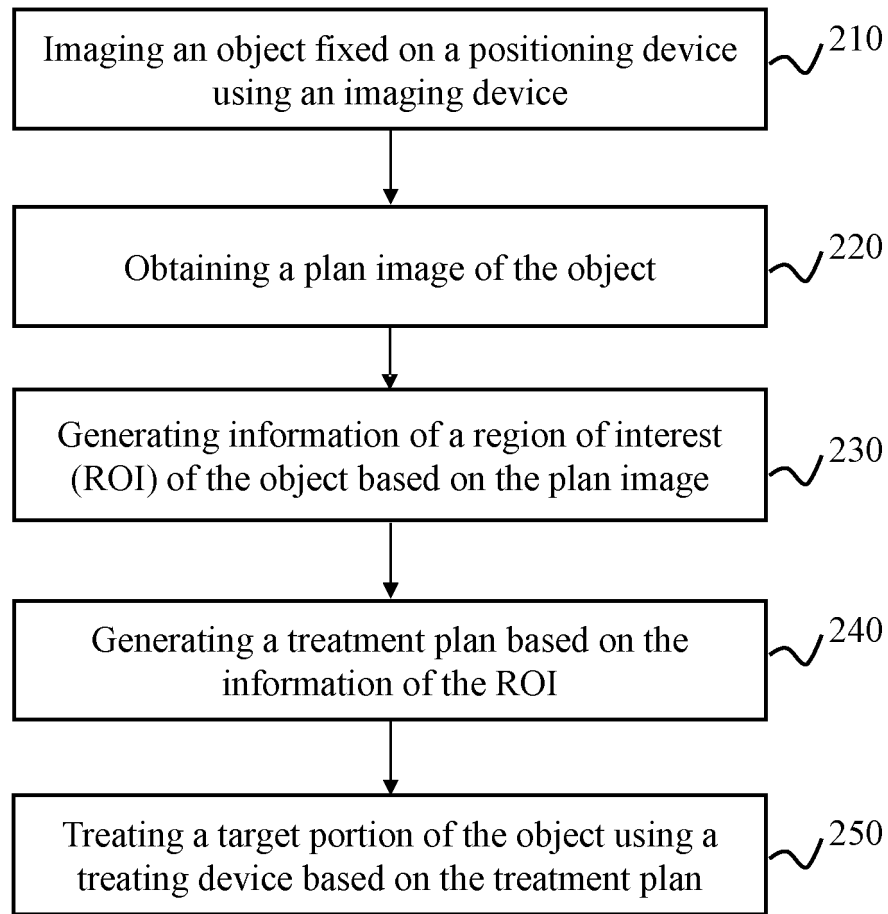 Imaging an object fixed on a positioning device
using an imaging device
210
Obtaining a plan image of the object
220
Generating information of a region of interest
(ROI) of the object based on the plan image
230
Generating a treatment plan based on the
information of the ROI
240
Treating a target portion of the object using a
treating device based on the treatment plan
250